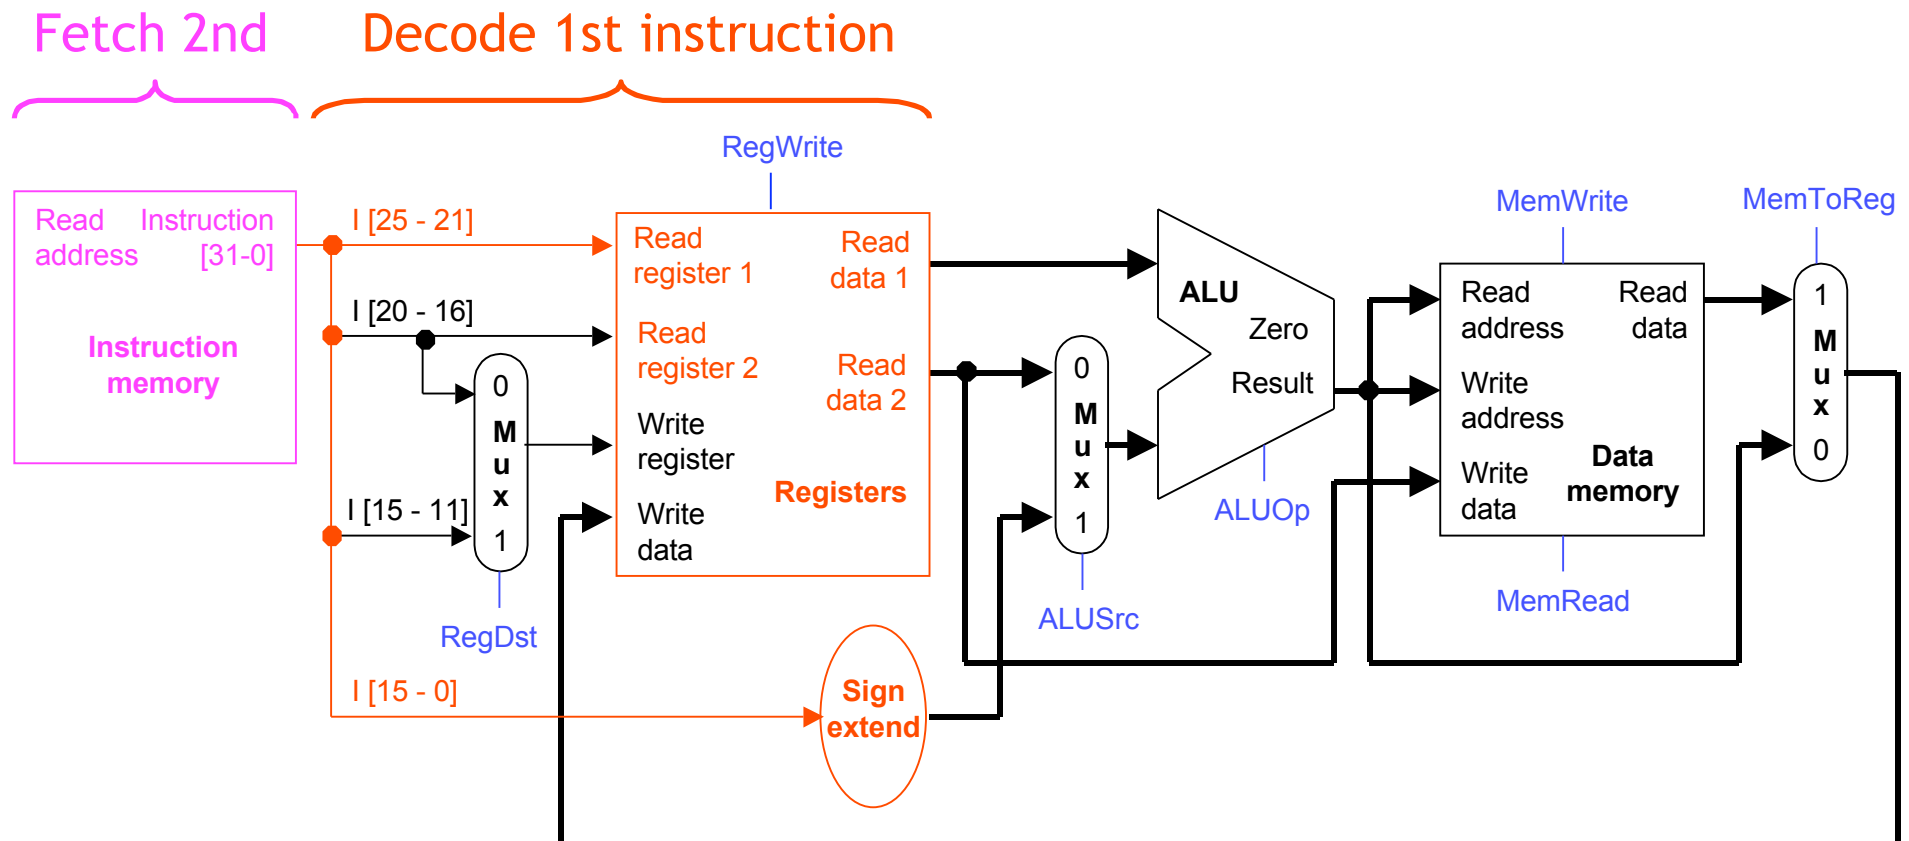 Fetch 2nd
Decode 1st instruction
RegWrite
Read address
Instruction [31-0]
Instruction
memory
I [25 - 21]
I [20 - 16]
I [15 - 11]
I [15 - 0]
0
M
u
x
1
RegDst
Read
register 1
Read
register 2
Write
register
Write
data
Read
data 1
Read
data 2
Registers
Sign
extend
0
M
u
x
1
ALUSrc
ALU
Zero
Result
ALUOp
MemWrite
Read
address
Write
address
Write
data
Read
data
Data
memory
MemRead
MemToReg
1
M
u
x
0